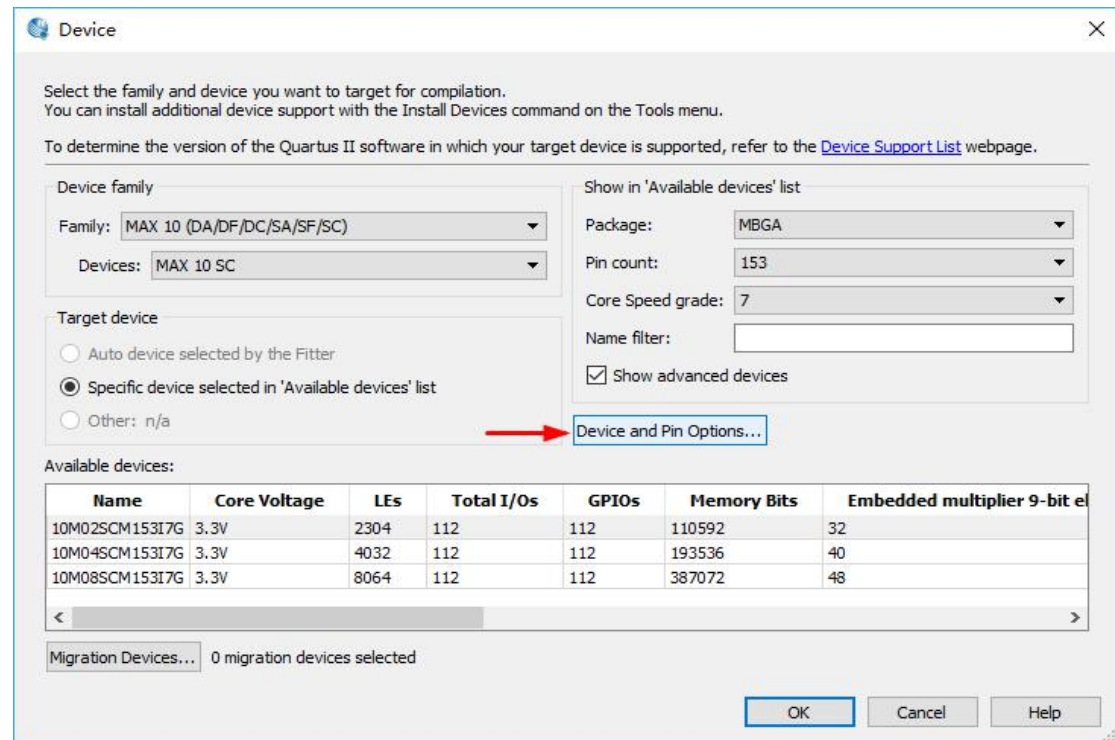 Device
Select the family and device you want to target for compilation.
You can install additional device support with the Install Devices command on the Tools menu.
To determine the version of the Quartus II software in which your target device is supported, refer to the Device Support List webpage.
Device family
Family: MAX 10 (DA/DF/DC/SA/SF/SC)
Devices: MAX 10 SC
Target device
Auto device selected by the Fitter
Specific device selected in 'Available devices' list
Other: n/a
Show in 'Available devices' list
Package: MBGA
Pin count: 153
Core Speed grade: 7
Name filter:
Show advanced devices
Device and Pin Options...
Available devices:
Name Core Voltage LEs Total I/Os GPIOs Memory Bits Embedded multiplier 9-bit el
10M02SCM153I7G 3.3V 2304 112 112 110592 32
10M04SCM153I7G 3.3V 4032 112 112 193536 40
10M08SCM153I7G 3.3V 8064 112 112 387072 48
Migration Devices... 0 migration devices selected
OK Cancel Help